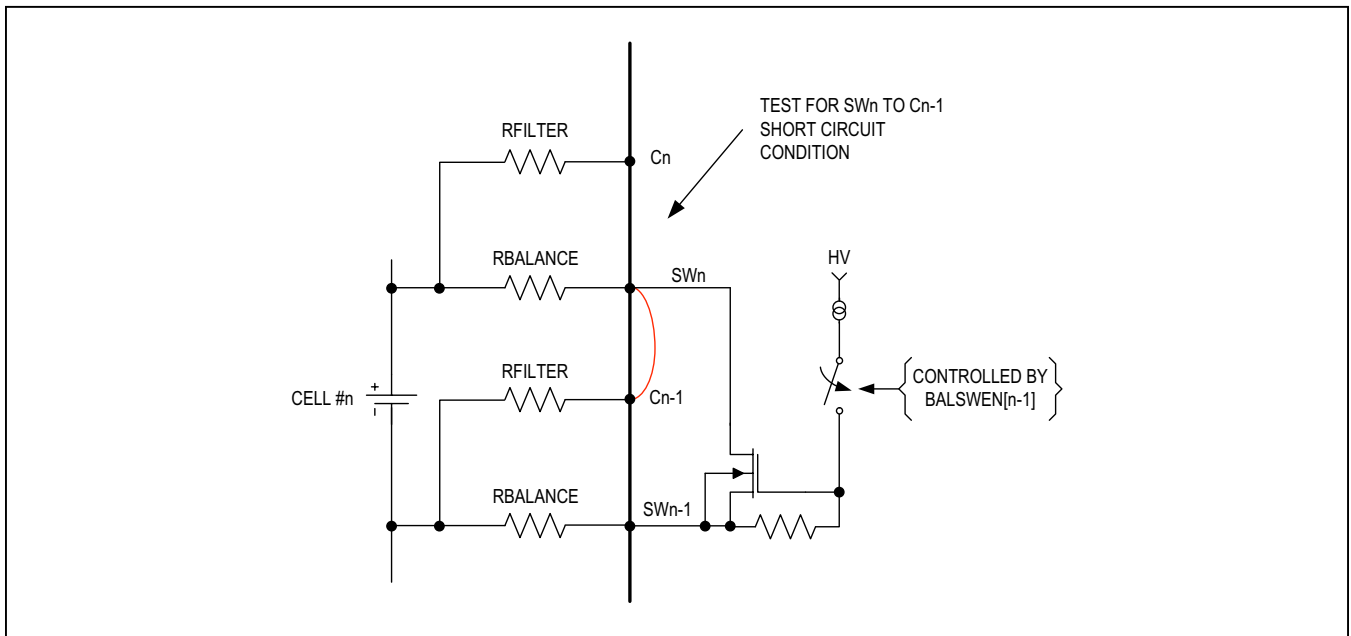 TEST FOR SWn TO Cn-1
SHORT CIRCUIT
CONDITION
RFILTER
Cn
RBALANCE
SWn
HV
RFILTER
CELL #n
+
-
Cn-1
CONTROLLED BY
BALSWEN[n-1]
RBALANCE
SWn-1